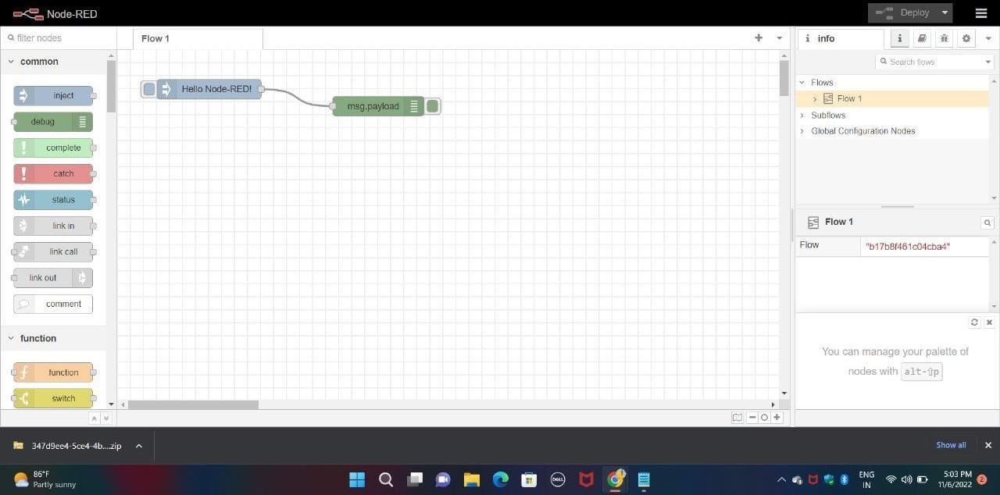 Node-RED
Deploy
filter nodes
Flow 1
info
common
inject
debug
complete
catch
status
link in
link call
link out
comment
function
function
switch
Hello Node-RED!
msg.payload
Search flows
Flows
Flow 1
Subflows
Global Configuration Nodes
Flow 1
Flow "b17b8f461c04cba4"
You can manage your palette of
nodes with alt-⇧p
347d9ee4-5ce4-4b....zip
Show all
86°F
Partly sunny
DELL
ENG
IN
5:03 PM
11/6/2022
2